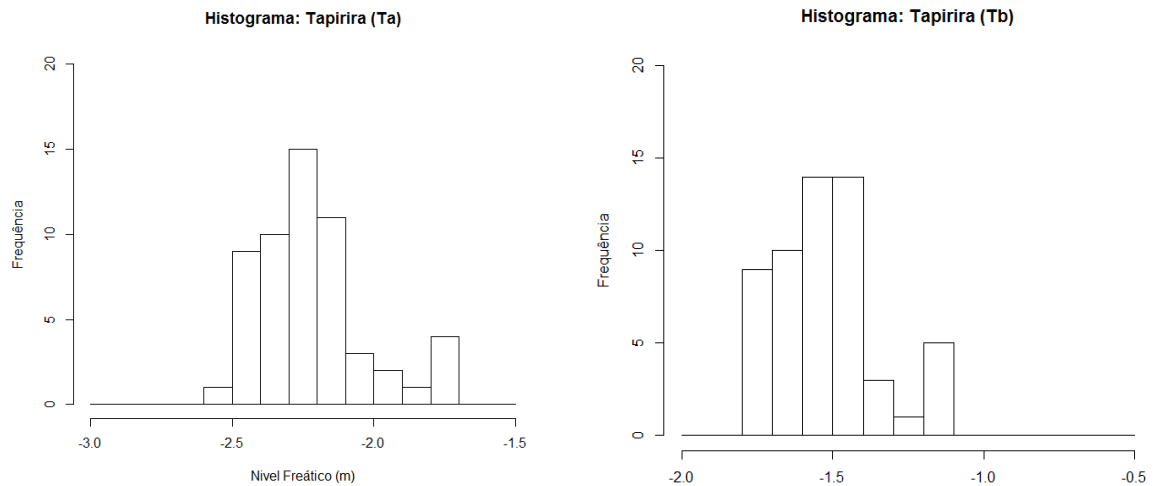 Histograma: Tapirira (Ta)
Frequência
20
15
10
5
0
-3.0 -2.5 -2.0 -1.5
Nivel Freático (m)
Histograma: Tapirira (Tb)
Frequência
20
15
10
5
0
-2.0 -1.5 -1.0 -0.5